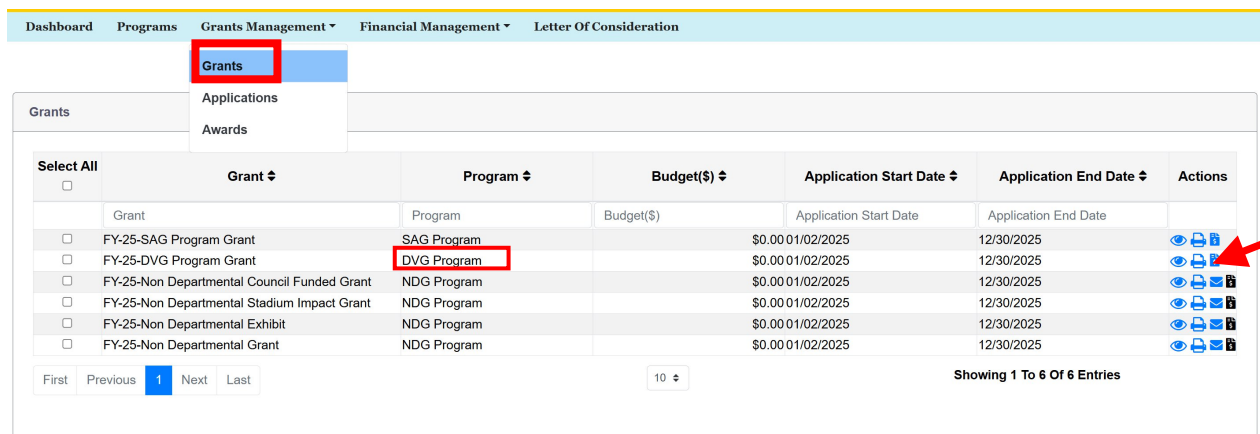 Dashboard Programs Grants Management Financial Management Letter Of Consideration
Grants
Applications
Awards
Grants
Select All Grant Program Budget($) Application Start Date Application End Date Actions
Grant Program Budget($) Application Start Date Application End Date
FY-25-SAG Program Grant SAG Program $0.00 01/02/2025 12/30/2025
FY-25-DVG Program Grant DVG Program $0.00 01/02/2025 12/30/2025
FY-25-Non Departmental Council Funded Grant NDG Program $0.00 01/02/2025 12/30/2025
FY-25-Non Departmental Stadium Impact Grant NDG Program $0.00 01/02/2025 12/30/2025
FY-25-Non Departmental Exhibit NDG Program $0.00 01/02/2025 12/30/2025
FY-25-Non Departmental Grant NDG Program $0.00 01/02/2025 12/30/2025
First Previous 1 Next Last 10 Showing 1 To 6 Of 6 Entries